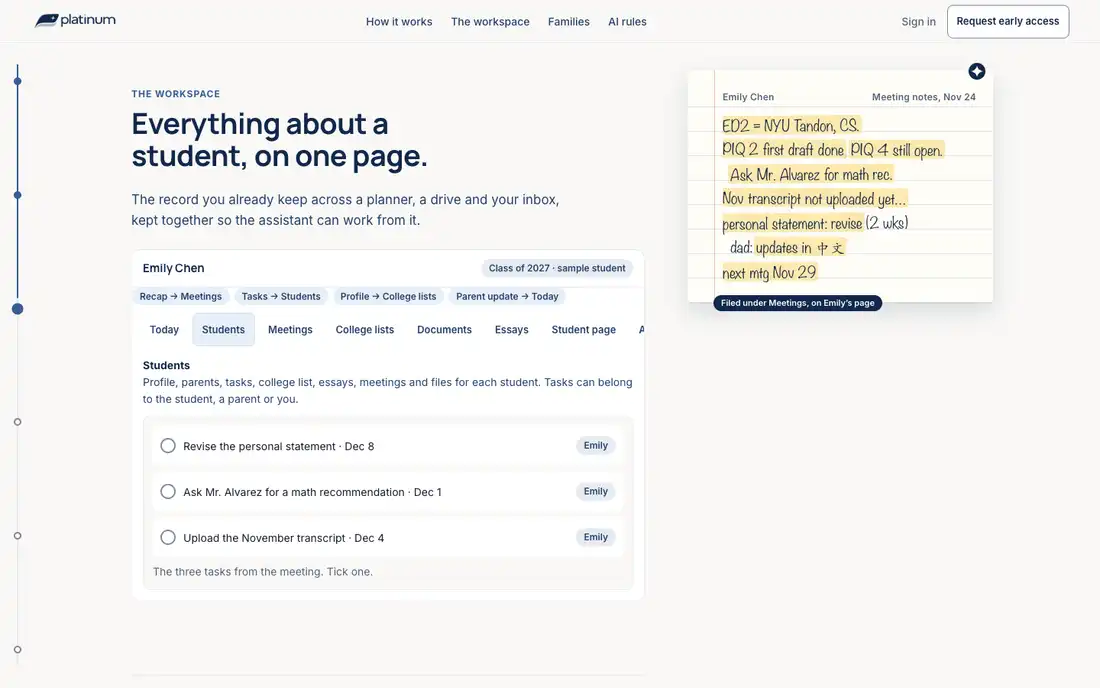 platinum
How it works
The workspace
Families
AI rules
Sign in
Request early access
THE WORKSPACE
Everything about a
student, on one page.
The record you already keep across a planner, a drive and your inbox,
kept together so the assistant can work from it.
Emily Chen
Class of 2027 · sample student
Recap → Meetings
Tasks → Students
Profile → College lists
Parent update → Today
Today
Students
Meetings
College lists
Documents
Essays
Student page
Students
Profile, parents, tasks, college list, essays, meetings and files for each student. Tasks can belong
to the student, a parent or you.
Revise the personal statement · Dec 8
Emily
Ask Mr. Alvarez for a math recommendation · Dec 1
Emily
Upload the November transcript · Dec 4
Emily
The three tasks from the meeting. Tick one.
Emily Chen
Meeting notes, Nov 24
ED2 = NYU Tandon, CS.
PIQ 2 first draft done. PIQ 4 still open.
Ask Mr. Alvarez for math rec.
Nov transcript not uploaded yet...
personal statement: revise (2 wks)
dad: updates in 中文
next mtg Nov 29
Filed under Meetings, on Emily's page